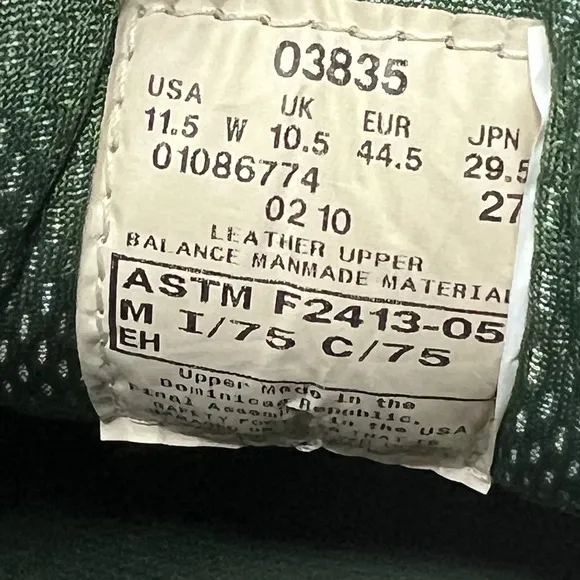 03835
USA UK EUR JPN
11.5 W 10.5 44.5 29.5
01086774
02 10 27
LEATHER UPPER
BALANCE MANMADE MATERIAL
ASTM F2413-05
M I/75 C/75
EH
Upper Made in the
Dominican Republic.
Final in the USA